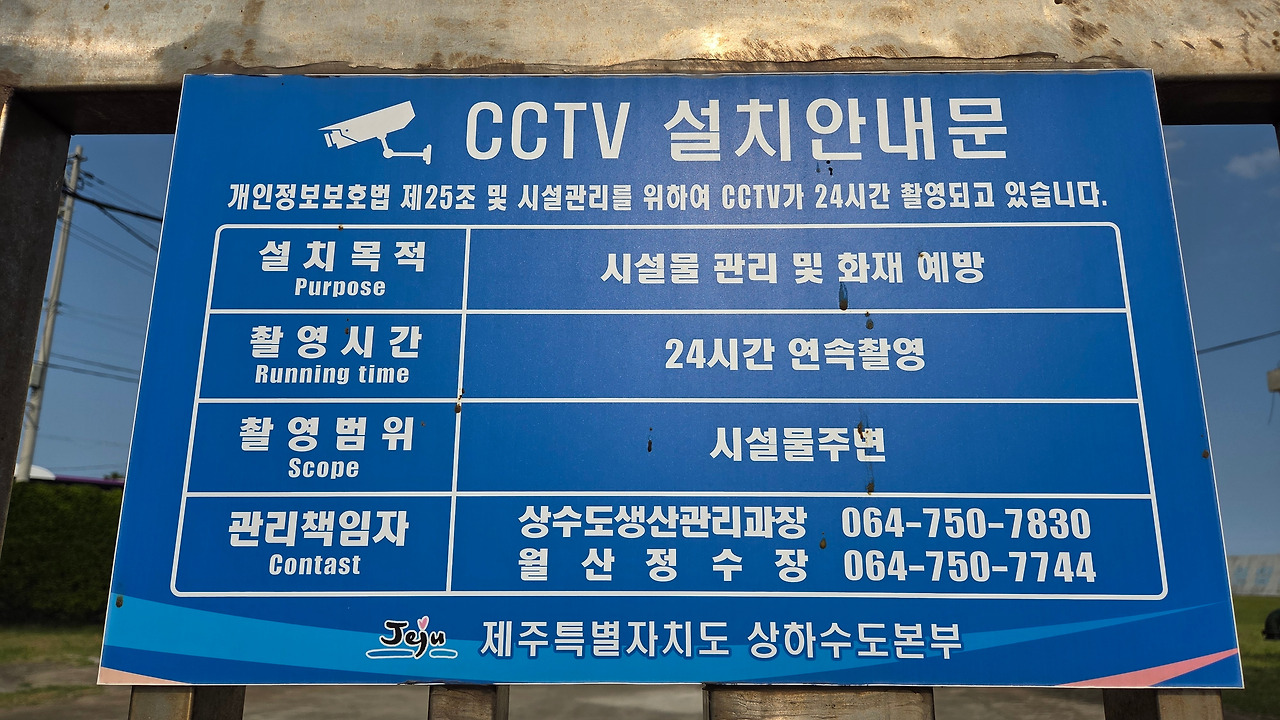 CCTV 설치안내문
개인정보보호법 제25조 및 시설관리를 위하여 CCTV가 24시간 촬영되고 있습니다.
설치목적 시설물 관리 및 화재 예방
Purpose
촬영시간 24시간 연속촬영
Running time
촬영범위 시설물주변
Scope
관리책임자 상수도생산관리과장 064-750-7830
Contast 월산정수장 064-750-7744
Jeju 제주특별자치도 상하수도본부